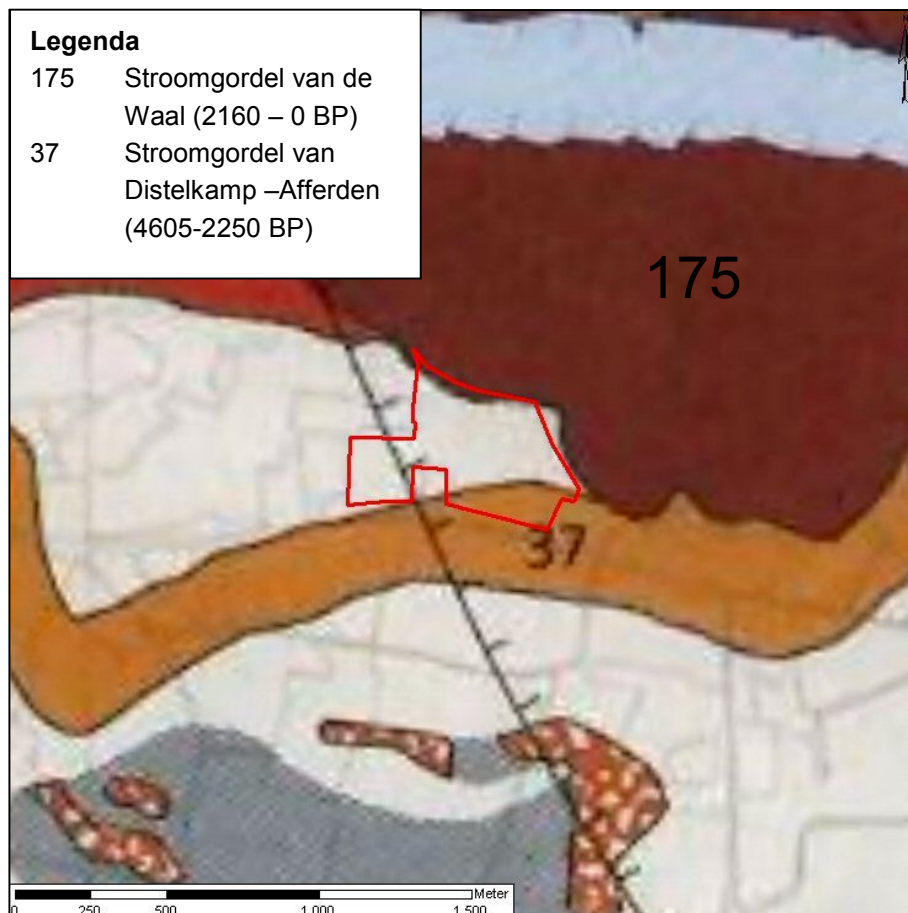 Legenda
175 Stroomgordel van de
Waal (2160 – 0 BP)
37 Stroomgordel van
Distelkamp –Afferden
(4605-2250 BP)
175
37
Meter
0 250 500 1.000 1.500